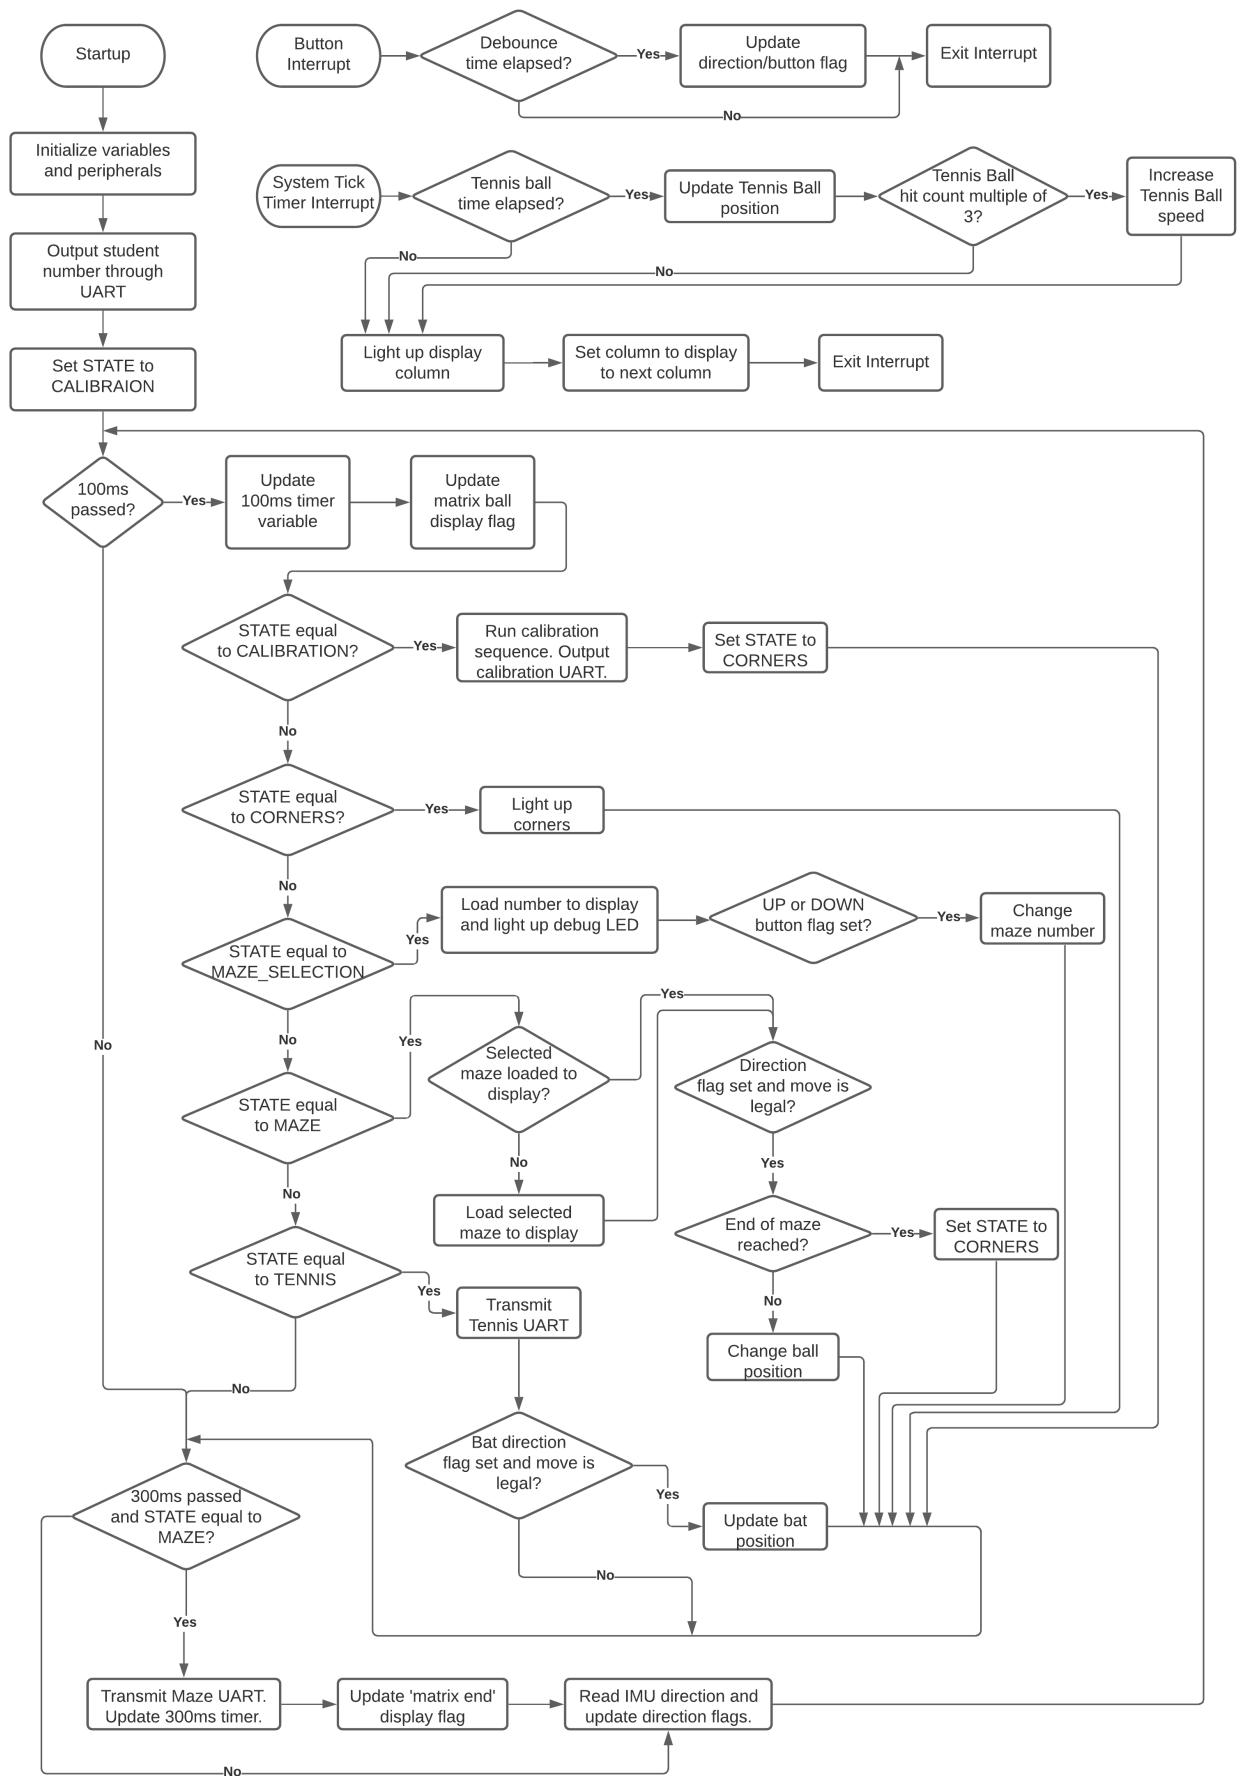 Startup
Button
Interrupt
Debounce
time elapsed?
Yes
Update
direction/button flag
Exit Interrupt
No
Initialize variables
and peripherals
System Tick
Timer Interrupt
Tennis ball
time elapsed?
Yes
Update Tennis Ball
position
Tennis Ball
hit count multiple of
3?
Yes
Increase
Tennis Ball
speed
No
No
Output student
number through
UART
Light up display
column
Set column to display
to next column
Exit Interrupt
Set STATE to
CALIBRAION
100ms
passed?
Yes
Update
100ms timer
variable
Update
matrix ball
display flag
STATE equal
to CALIBRATION?
Yes
Run calibration
sequence. Output
calibration UART.
Set STATE to
CORNERS
No
STATE equal
to CORNERS?
Yes
Light up
corners
No
STATE equal to
MAZE_SELECTION
Yes
Load number to display
and light up debug LED
UP or DOWN
button flag set?
Yes
Change
maze number
No
No
STATE equal
to MAZE
Yes
Selected
maze loaded to
display?
Yes
Direction
flag set and move is
legal?
No
Load selected
maze to display
Yes
End of maze
reached?
Yes
Set STATE to
CORNERS
No
Change ball
position
No
STATE equal
to TENNIS
Yes
Transmit
Tennis UART
No
Bat direction
flag set and move is
legal?
Yes
Update bat
position
No
300ms passed
and STATE equal to
MAZE?
Yes
Transmit Maze UART.
Update 300ms timer.
Update 'matrix end'
display flag
Read IMU direction and
update direction flags.
No